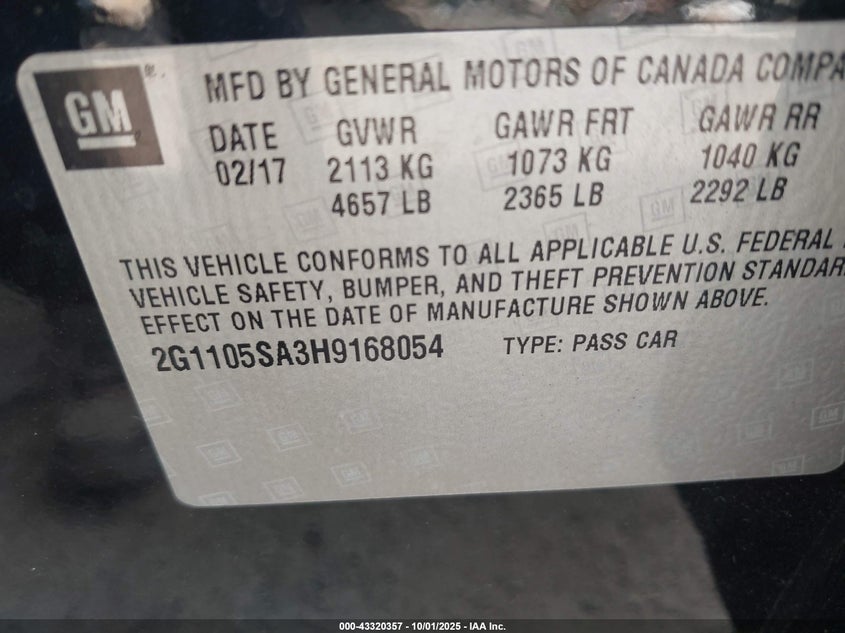 GM
MFD BY GENERAL MOTORS OF CANADA COMPA
DATE GVWR GAWR FRT GAWR RR
02/17 2113 KG 1073 KG 1040 KG
4657 LB 2365 LB 2292 LB
THIS VEHICLE CONFORMS TO ALL APPLICABLE U.S. FEDERAL
VEHICLE SAFETY, BUMPER, AND THEFT PREVENTION STANDAR
EFFECT ON THE DATE OF MANUFACTURE SHOWN ABOVE.
2G1105SA3H9168054 TYPE: PASS CAR
000-43320357 - 10/01/2025 - IAA Inc.